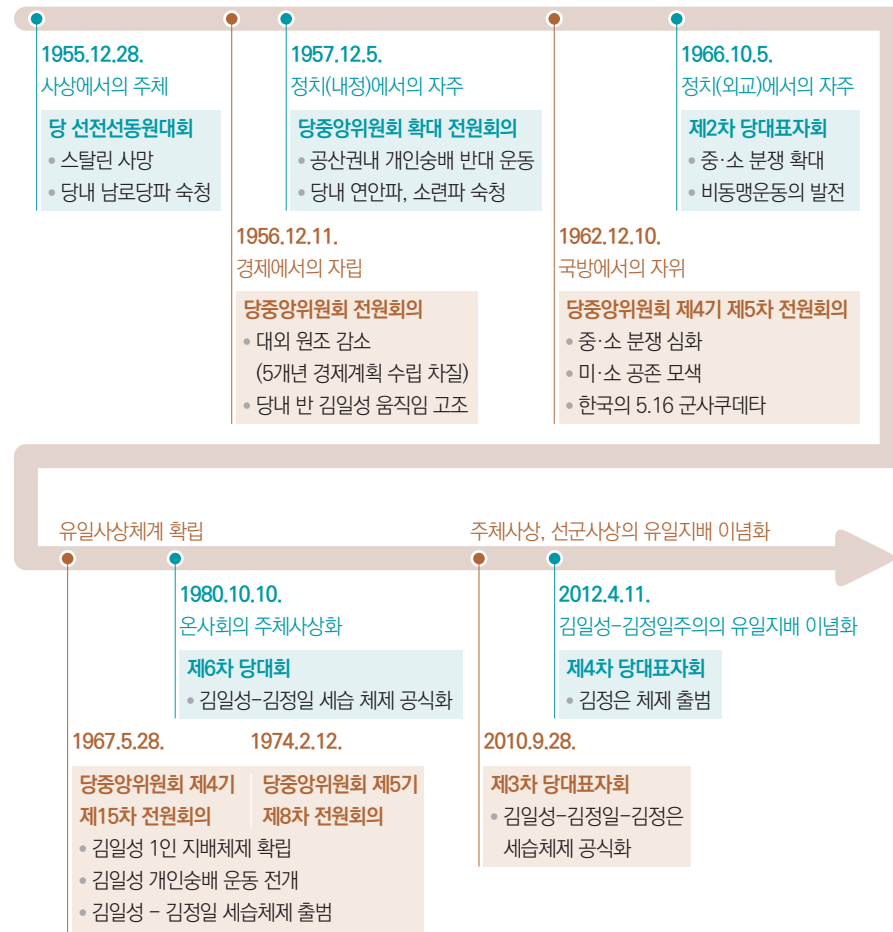 1955.12.28.
사상에서의 주체
당 선전선동원대회
• 스탈린 사망
• 당내 남로당파 숙청
1956.12.11.
경제에서의 자립
당중앙위원회 전원회의
• 대외 원조 감소
(5개년 경제계획 수립 차질)
• 당내 반 김일성 움직임 고조
1957.12.5.
정치(내정)에서의 자주
당중앙위원회 확대 전원회의
• 공산권내 개인숭배 반대 운동
• 당내 연안파, 소련파 숙청
1962.12.10.
국방에서의 자위
당중앙위원회 제4기 제5차 전원회의
• 중·소 분쟁 심화
• 미·소 공존 모색
• 한국의 5.16 군사쿠데타
1966.10.5.
정치(외교)에서의 자주
제2차 당대표자회
• 중·소 분쟁 확대
• 비동맹운동의 발전
유일사상체계 확립
1967.5.28.
당중앙위원회 제4기
제15차 전원회의
1974.2.12.
당중앙위원회 제5기
제8차 전원회의
• 김일성 1인 지배체제 확립
• 김일성 개인숭배 운동 전개
• 김일성 – 김정일 세습체제 출범
1980.10.10.
온사회의 주체사상화
제6차 당대회
• 김일성–김정일 세습 체제 공식화
주체사상, 선군사상의 유일지배 이념화
2010.9.28.
제3차 당대표자회
• 김일성–김정일–김정은
세습체제 공식화
2012.4.11.
김일성–김정일주의의 유일지배 이념화
제4차 당대표자회
• 김정은 체제 출범